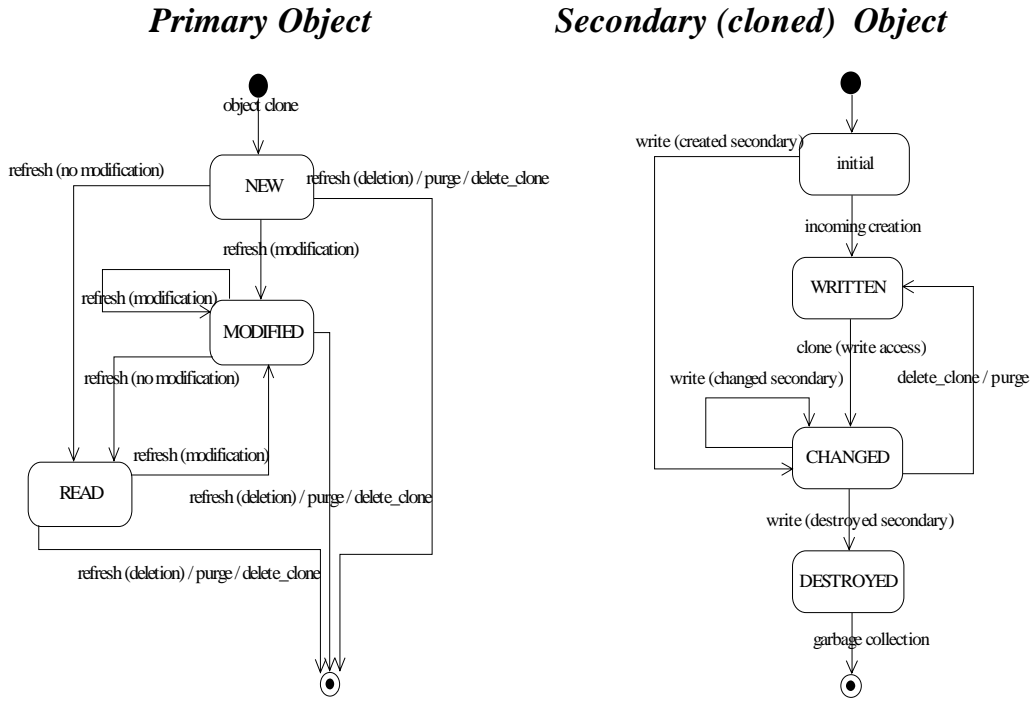 Primary Object
Secondary (cloned) Object
object clone
refresh (no modification)
NEW
refresh (deletion) / purge / delete_clone
refresh (modification)
refresh (modification)
MODIFIED
refresh (no modification)
refresh (modification)
READ
refresh (deletion) / purge / delete_clone
refresh (deletion) / purge / delete_clone
write (created secondary)
initial
incoming creation
WRITTEN
clone (write access)
write (changed secondary)
delete_clone / purge
CHANGED
write (destroyed secondary)
DESTROYED
garbage collection